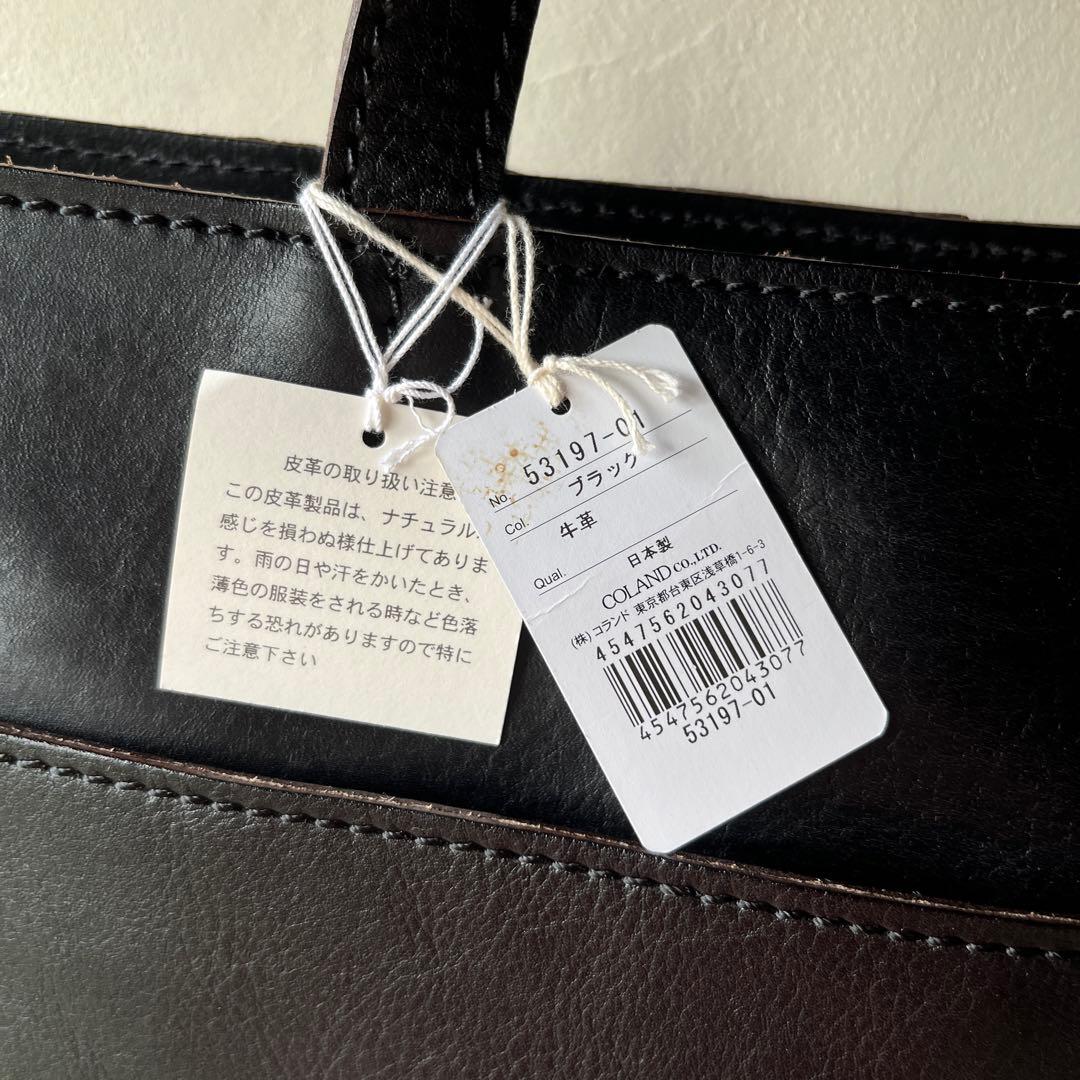 皮革の取り扱い注意
この皮革製品は、ナチュラルな
感じを損わぬ様仕上げてありま
す。雨の日や汗をかいたとき、
薄色の服装をされる時など色落
ちする恐れがありますので特に
ご注意下さい
No. 53197-01
Col. ブラック
牛革
Qual. 日本製
COLAND CO.,LTD.
(株)コランド 東京都台東区浅草橋1-6-3
4547562043077
4547562043077
53197-01